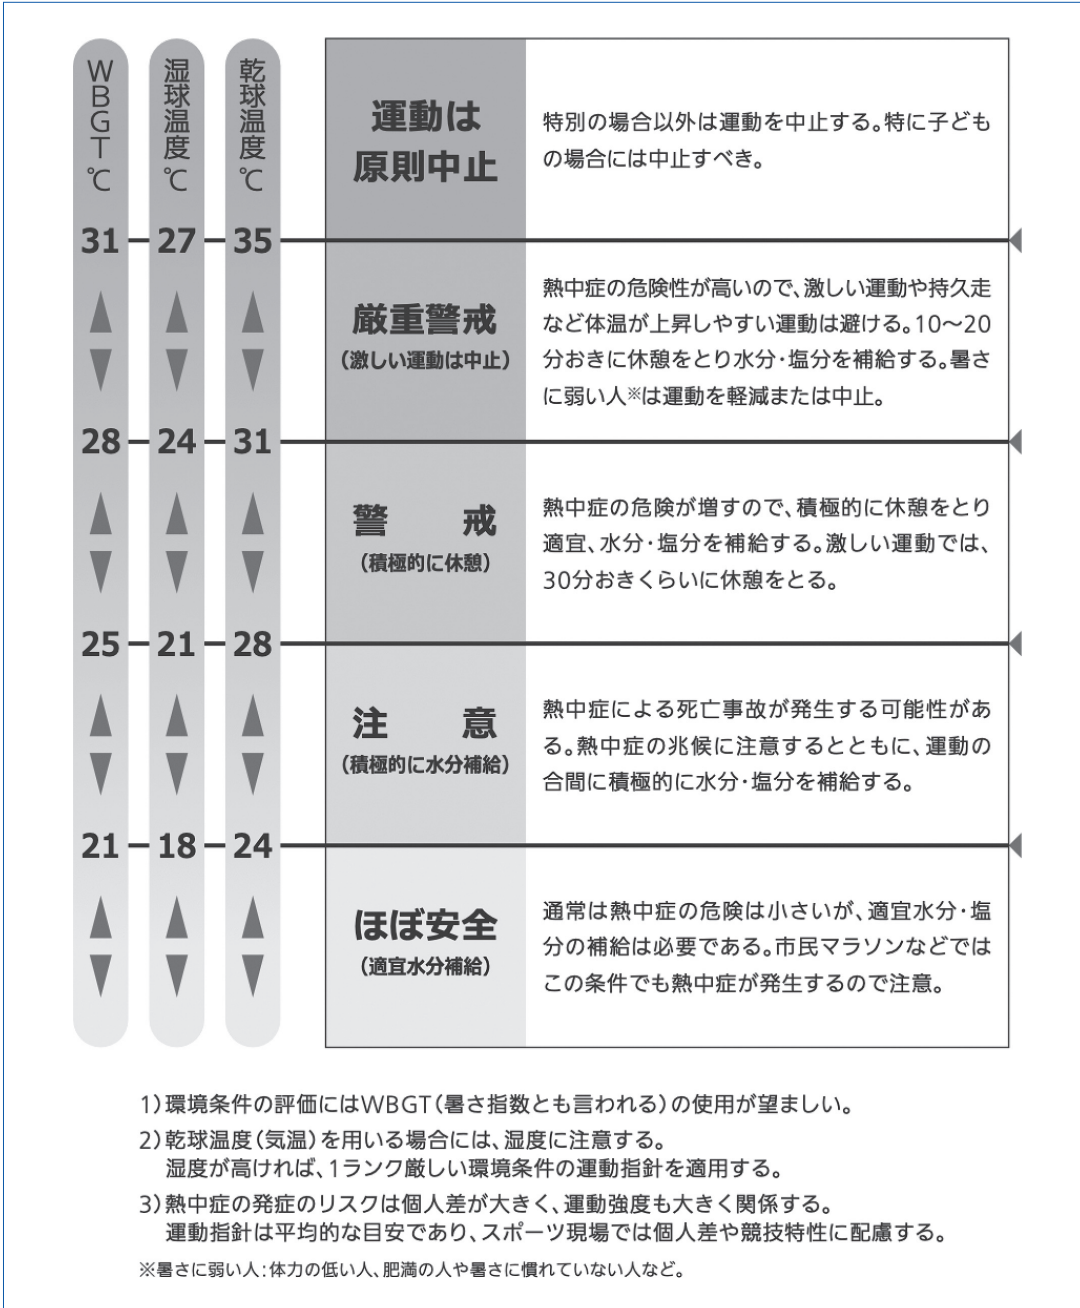 WBGT℃
湿球温度℃
乾球温度℃
運動は
原則中止
特別の場合以外は運動を中止する。特に子ども
の場合には中止すべき。
31 27 35
厳重警戒
(激しい運動は中止)
熱中症の危険性が高いので、激しい運動や持久走
など体温が上昇しやすい運動は避ける。10〜20
分おきに休憩をとり水分・塩分を補給する。暑さ
に弱い人※は運動を軽減または中止。
28 24 31
警 戒
(積極的に休憩)
熱中症の危険が増すので、積極的に休憩をとり
適宜、水分・塩分を補給する。激しい運動では、
30分おきくらいに休憩をとる。
25 21 28
注 意
(積極的に水分補給)
熱中症による死亡事故が発生する可能性があ
る。熱中症の兆候に注意するとともに、運動の
合間に積極的に水分・塩分を補給する。
21 18 24
ほぼ安全
(適宜水分補給)
通常は熱中症の危険は小さいが、適宜水分・塩
分の補給は必要である。市民マラソンなどでは
この条件でも熱中症が発生するので注意。
1)環境条件の評価にはWBGT(暑さ指数とも言われる)の使用が望ましい。
2)乾球温度(気温)を用いる場合には、湿度に注意する。
湿度が高ければ、1ランク厳しい環境条件の運動指針を適用する。
3)熱中症の発症のリスクは個人差が大きく、運動強度も大きく関係する。
運動指針は平均的な目安であり、スポーツ現場では個人差や競技特性に配慮する。
※暑さに弱い人:体力の低い人、肥満の人や暑さに慣れていない人など。